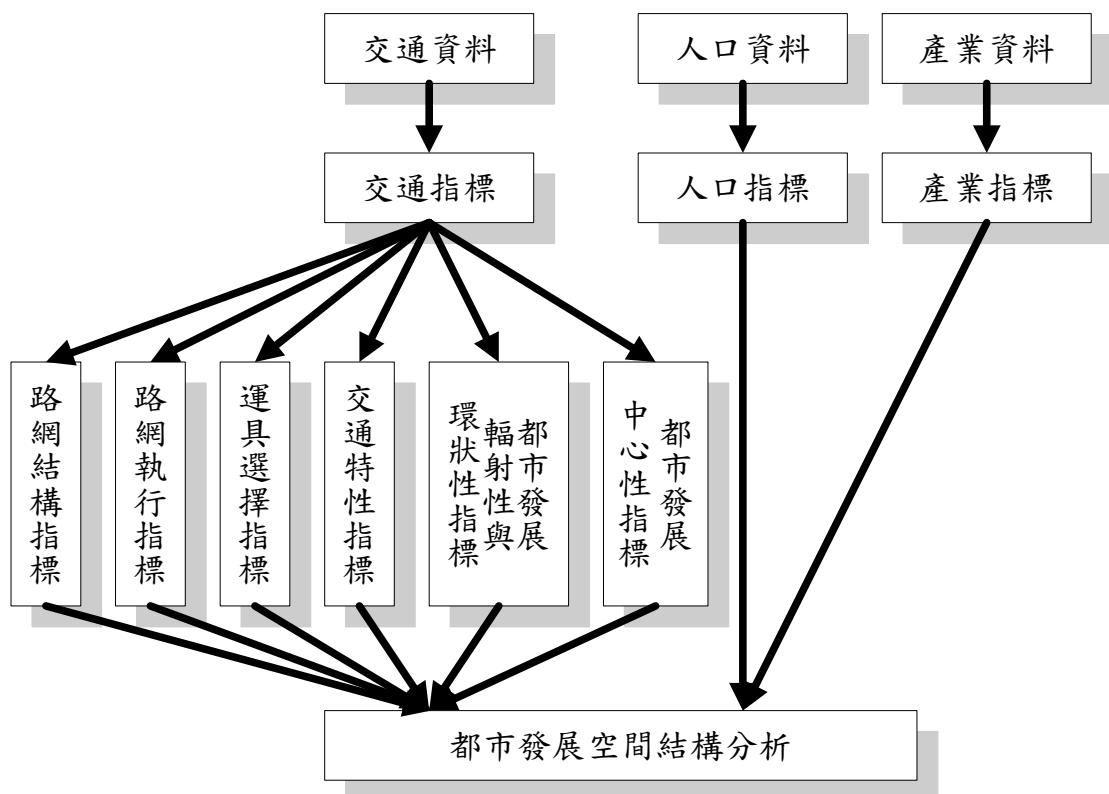 交通資料
人口資料
產業資料
交通指標
人口指標
產業指標
路網結構指標
路網執行指標
運具選擇指標
交通特性指標
都市發展
輻射性與
環狀性指標
都市發展
中心性指標
都市發展空間結構分析